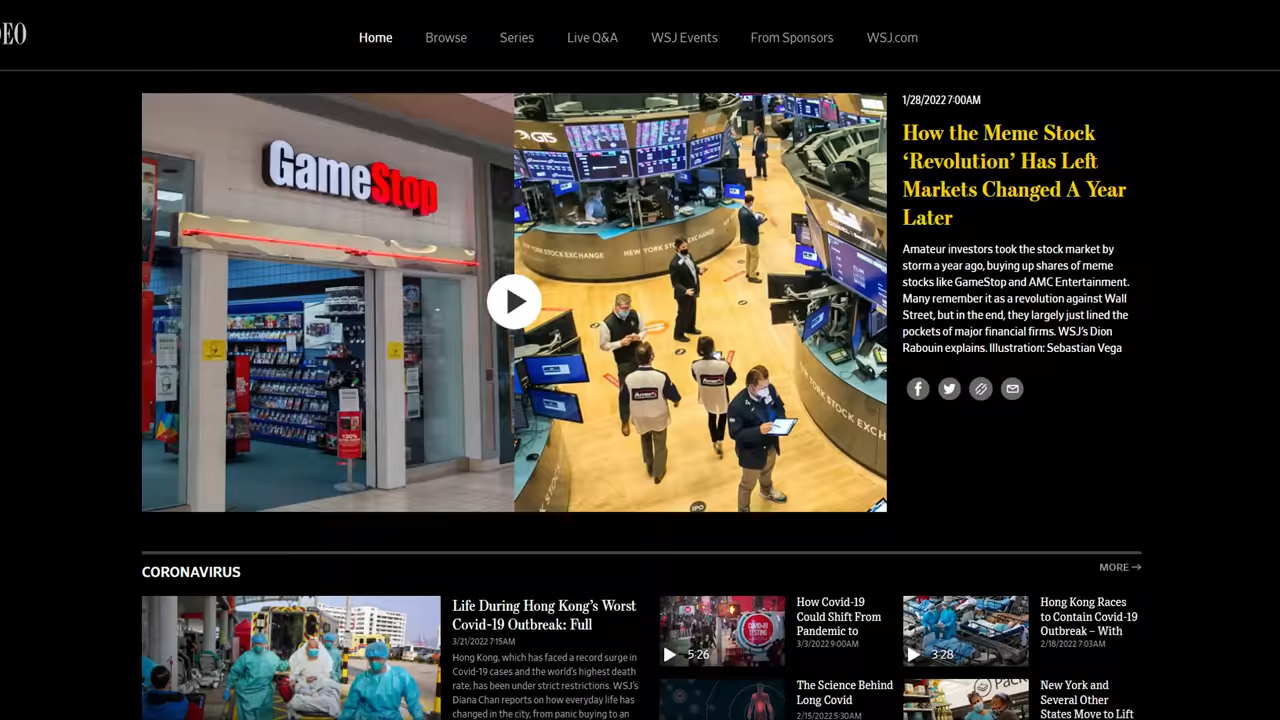 DEO
Home Browse Series Live Q&A WSJ Events From Sponsors WSJ.com
GameStop
GTS
NEW YORK STOCK EXCHANGE
NEW YORK STOCK EXCHANGE
1/28/2022 7:00AM
How the Meme Stock
‘Revolution’ Has Left
Markets Changed A Year
Later
Amateur investors took the stock market by
storm a year ago, buying up shares of meme
stocks like GameStop and AMC Entertainment.
Many remember it as a revolution against Wall
Street, but in the end, they largely just lined the
pockets of major financial firms. WSJ’s Dion
Rabouin explains. Illustration: Sebastian Vega
CORONAVIRUS
MORE
Life During Hong Kong’s Worst
Covid-19 Outbreak: Full
3/21/2022 7:15AM
Hong Kong, which has faced a record surge in
Covid-19 cases and the world’s highest death
rate, has been under strict restrictions. WSJ’s
Diana Chan reports on how everyday life has
changed in the city, from panic buying to an
COVID-19
TESTING
5:26
How Covid-19
Could Shift From
Pandemic to
3/3/2022 9:00AM
3:28
Hong Kong Races
to Contain Covid-19
Outbreak – With
2/18/2022 7:03AM
The Science Behind
Long Covid
2/15/2022 5:30AM
New York and
Several Other
States Move to Lift